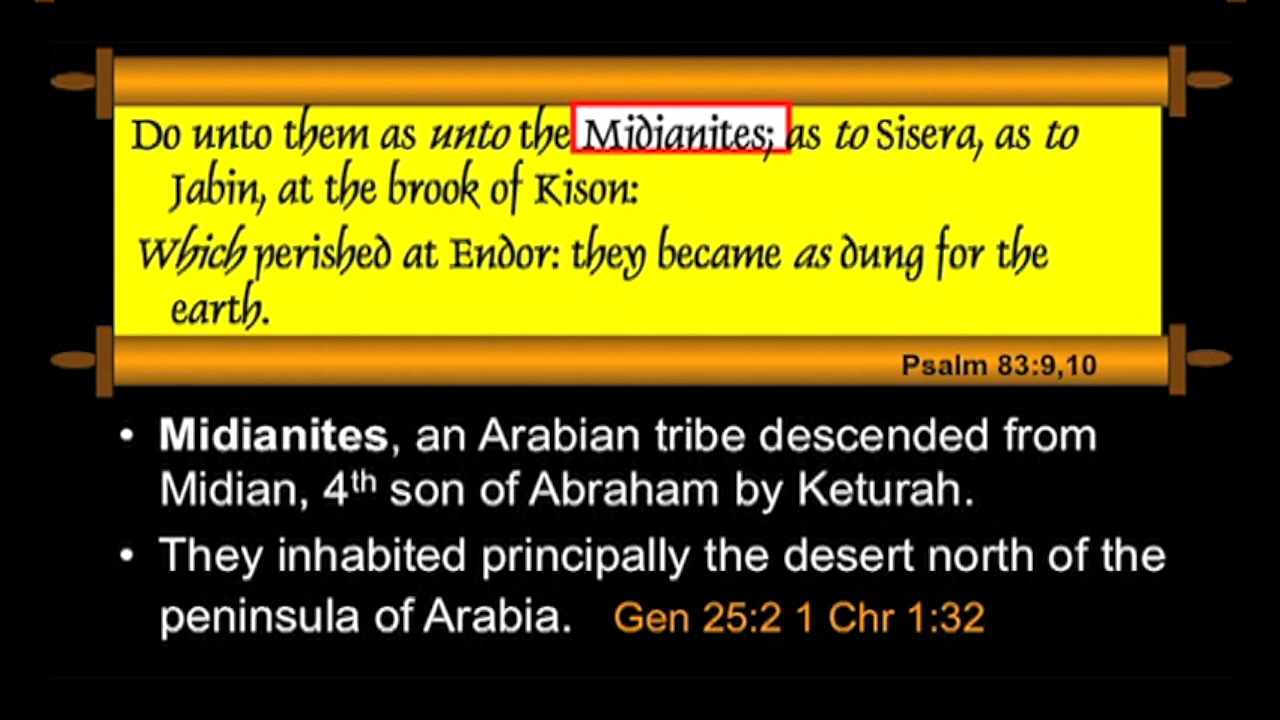 Do unto them as unto the Midianites; as to Sisera, as to
Jabin, at the brook of Kison:
Which perished at Endor: they became as dung for the
earth.
Psalm 83:9,10
• Midianites, an Arabian tribe descended from
Midian, 4th son of Abraham by Keturah.
• They inhabited principally the desert north of the
peninsula of Arabia. Gen 25:2 1 Chr 1:32